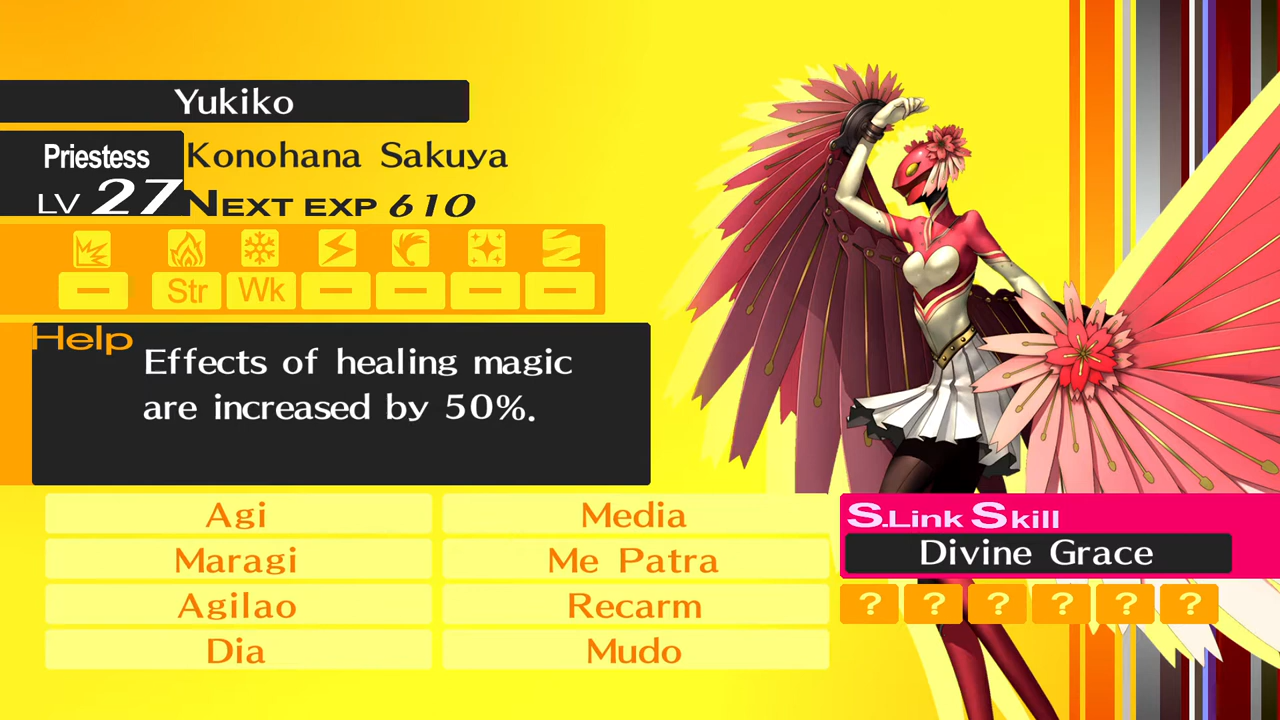 Yukiko
Priestess
Konohana Sakuya
LV 27
NEXT EXP 610
Str Wk
Help
Effects of healing magic
are increased by 50%.
Agi
Media
Maragi
Me Patra
Agilao
Recarm
Dia
Mudo
S.Link Skill
Divine Grace
? ? ? ? ? ?